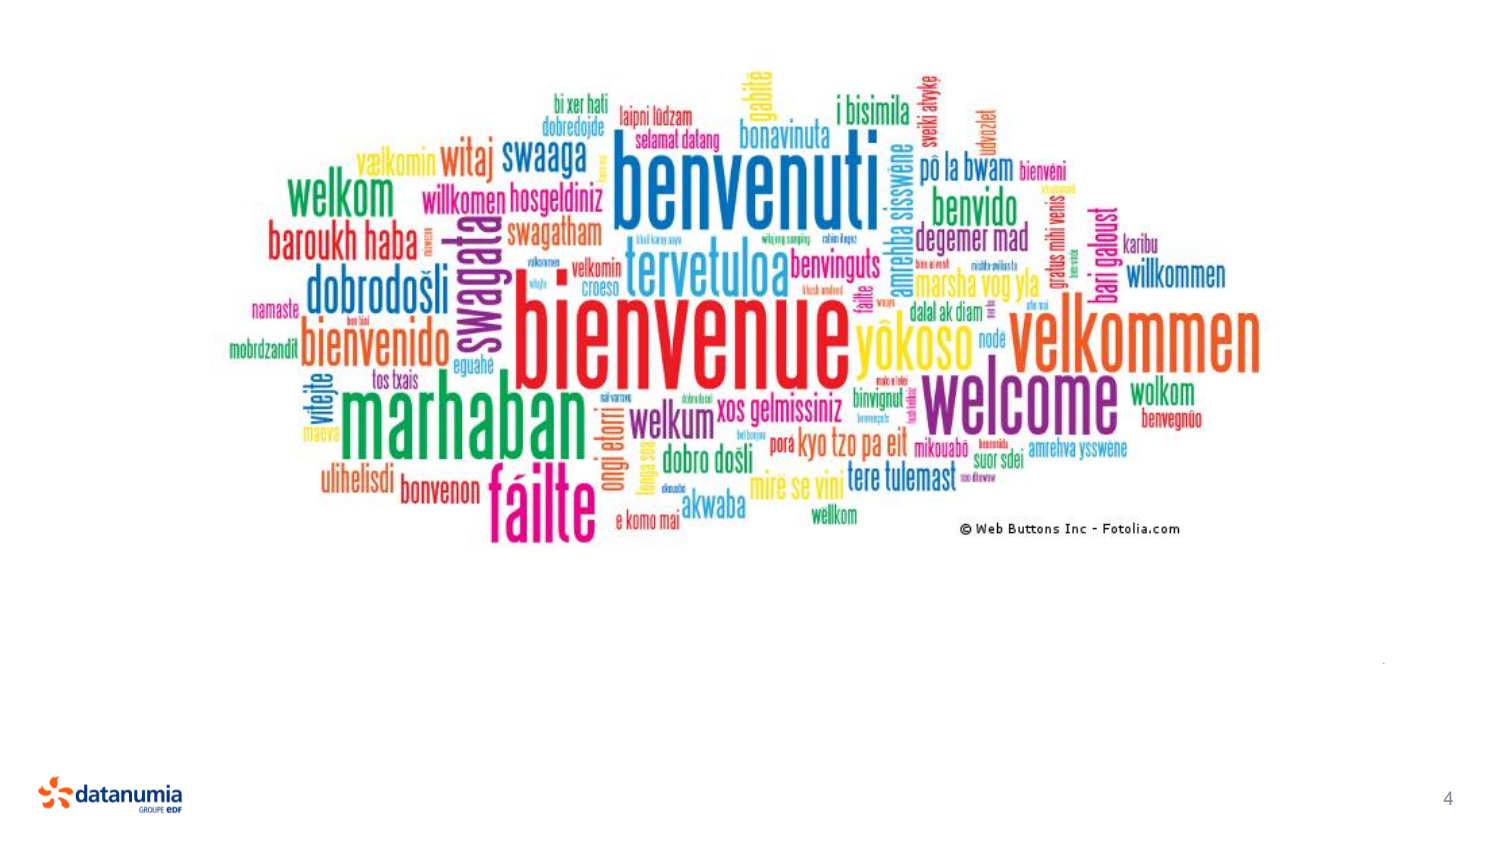 gabitë
bi xer hati
laipni lūdzam
i bisimila
sveiki atvykę
udvozlet
dobredojde
selamat datang
bonavinuta
vælkomin
witaj
swaaga
benvenuti
amrehba sisswène
pô la bwam
bienvéni
welkom
willkomen
hosgeldiniz
benvido
gratus mihi venis
bari galoust
baroukh haba
swagata
swagatham
degemer mad
karibu
dobrodošli
velkomin
croeso
tervetuloa
benvinguts
marsha vog yla
willkommen
namaste
bienvenue
failte
dalal ak diam
velkommen
mobrdzandit
bienvenido
eguahé
yôkoso
nodé
vitejte
tos txais
marhaban
welkum
xos gelmissiniz
binvignut
welcome
wolkom
benvegnûo
maeva
ongi etorri
porá
kyo tzo pa eit
mikouabô
suor sdei
amrehva ysswène
ulihelisdi
bonvenon
fáilte
tonga soa
dobro došli
mirë se vini
tere tulemast
akwaba
e komo mai
wëllkom
© Web Buttons Inc - Fotolia.com
datanumia
GROUPE EDF
4